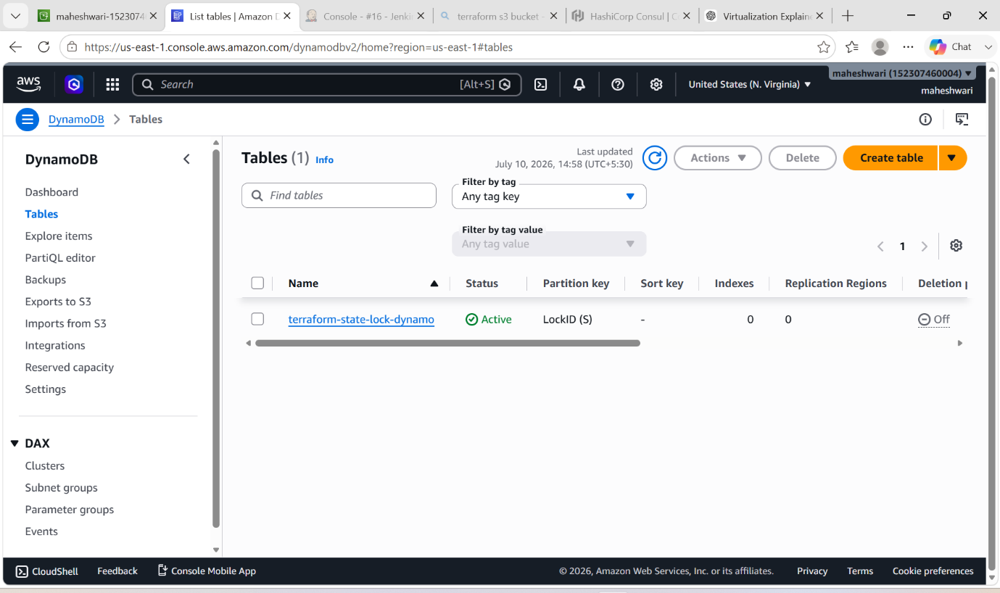 maheshwari-1523074
List tables | Amazon D
Console - #16 - Jenki
terraform s3 bucket -
HashiCorp Consul | C
Virtualization Explain
https://us-east-1.console.aws.amazon.com/dynamodbv2/home?region=us-east-1#tables
Chat
aws
Search
[Alt+S]
United States (N. Virginia)
maheshwari (152307460004)
maheshwari
DynamoDB
Tables
DynamoDB
Dashboard
Tables
Explore items
PartiQL editor
Backups
Exports to S3
Imports from S3
Integrations
Reserved capacity
Settings
DAX
Clusters
Subnet groups
Parameter groups
Events
Tables (1) Info
Last updated
July 10, 2026, 14:58 (UTC+5:30)
Actions
Delete
Create table
Find tables
Filter by tag
Any tag key
Filter by tag value
Any tag value
1
Name Status Partition key Sort key Indexes Replication Regions Deletion p
terraform-state-lock-dynamo Active LockID (S) - 0 0 Off
CloudShell Feedback Console Mobile App © 2026, Amazon Web Services, Inc. or its affiliates. Privacy Terms Cookie preferences